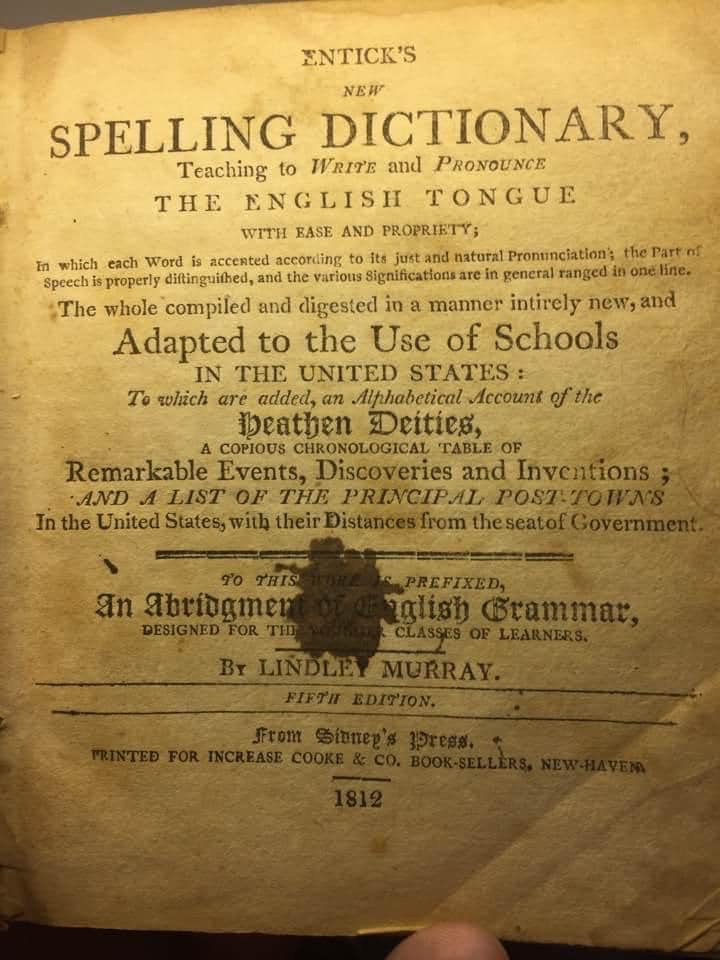 ENTICK'S
NEW
SPELLING DICTIONARY,
Teaching to WRITE and PRONOUNCE
THE ENGLISH TONGUE
WITH EASE AND PROPRIETY;
In which each Word is accented according to its just and natural Pronunciation; the Part of
Speech is properly diſtinguiſhed, and the various Significations are in general ranged in one line.
The whole compiled and digested in a manner intirely new, and
Adapted to the Use of Schools
IN THE UNITED STATES:
To which are added, an Alphabetical Account of the
Heathen Deities,
A COPIOUS CHRONOLOGICAL TABLE OF
Remarkable Events, Discoveries and Inventions;
AND A LIST OF THE PRINCIPAL POST-TOWNS
In the United States, with their Distances from the seat of Government.
TO THIS WORK IS PREFIXED,
An Abridgment of English Grammar,
DESIGNED FOR THE YOUNGER CLASSES OF LEARNERS.
BY LINDLEY MURRAY.
FIFTH EDITION.
From Sidney's Press.
PRINTED FOR INCREASE COOKE & CO. BOOK-SELLERS, NEW-HAVEN
1812